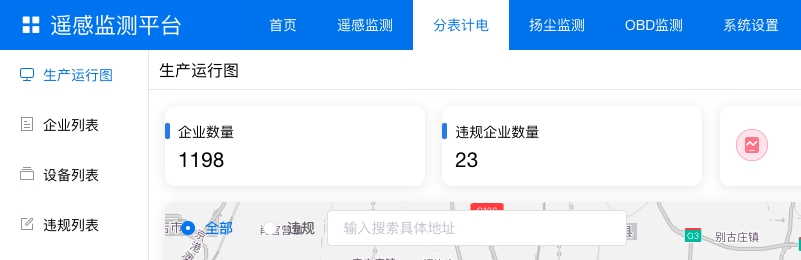 遥感监测平台 首页 遥感监测 分表计电 扬尘监测 OBD监测 系统设置
生产运行图
企业列表
设备列表
违规列表
生产运行图
企业数量
1198
违规企业数量
23
全部 违规 输入搜索具体地址
县
G3
别古庄镇